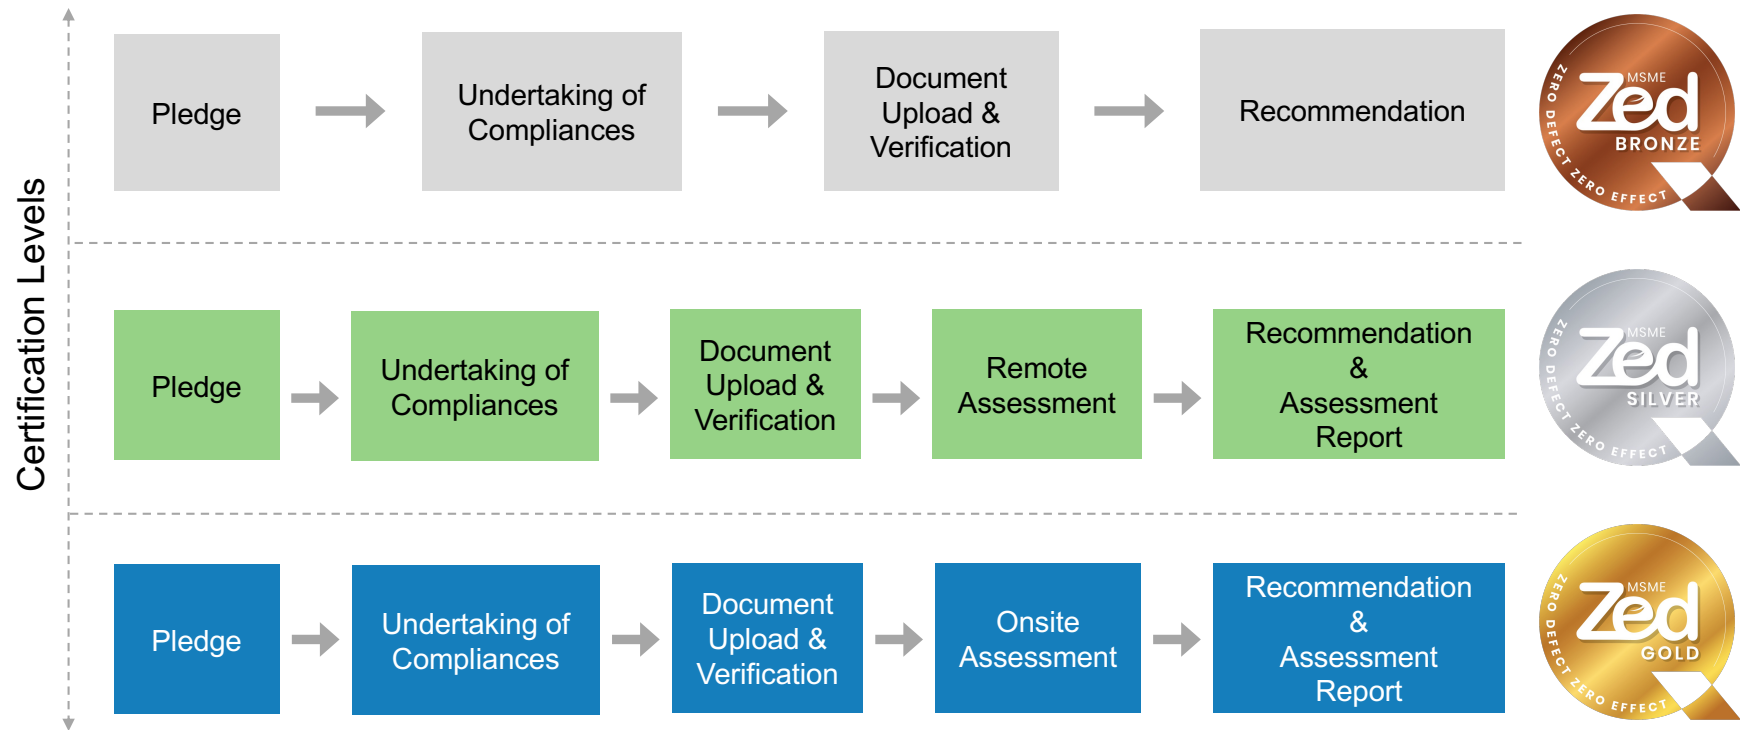 Certification Levels
Pledge
Undertaking of
Compliances
Document
Upload &
Verification
Recommendation
MSME
Zed
BRONZE
ZERO DEFECT ZERO EFFECT
Pledge
Undertaking of
Compliances
Document
Upload &
Verification
Remote
Assessment
Recommendation
&
Assessment
Report
MSME
Zed
SILVER
ZERO DEFECT ZERO EFFECT
Pledge
Undertaking of
Compliances
Document
Upload &
Verification
Onsite
Assessment
Recommendation
&
Assessment
Report
MSME
Zed
GOLD
ZERO DEFECT ZERO EFFECT